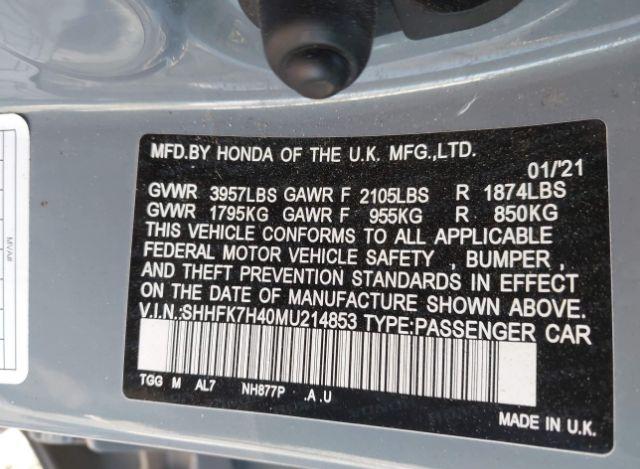 MFD.BY HONDA OF THE U.K. MFG.,LTD.
01/'21
GVWR 3957LBS GAWR F 2105LBS R 1874LBS
GVWR 1795KG GAWR F 955KG R 850KG
THIS VEHICLE CONFORMS TO ALL APPLICABLE
FEDERAL MOTOR VEHICLE SAFETY , BUMPER ,
AND THEFT PREVENTION STANDARDS IN EFFECT
ON THE DATE OF MANUFACTURE SHOWN ABOVE.
V.I.N.:SHHFK7H40MU214853 TYPE:PASSENGER CAR
TGG M AL7 NH877P .A .U
MADE IN U.K.
MVA#